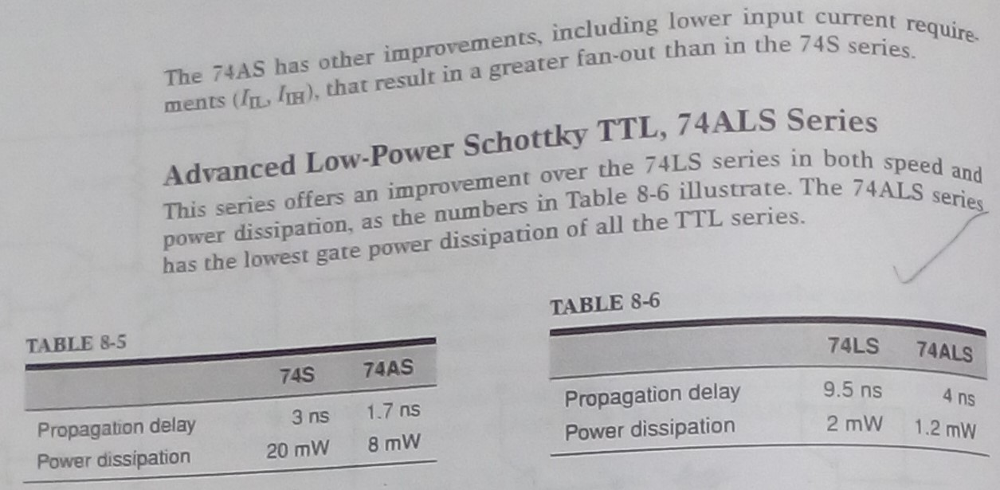 The 74AS has other improvements, including lower input current require-
ments (IIL, IIH), that result in a greater fan-out than in the 74S series.
Advanced Low-Power Schottky TTL, 74ALS Series
This series offers an improvement over the 74LS series in both speed and
power dissipation, as the numbers in Table 8-6 illustrate. The 74ALS series
has the lowest gate power dissipation of all the TTL series.
TABLE 8-5
74S 74AS
Propagation delay 3 ns 1.7 ns
Power dissipation 20 mW 8 mW
TABLE 8-6
74LS 74ALS
Propagation delay 9.5 ns 4 ns
Power dissipation 2 mW 1.2 mW